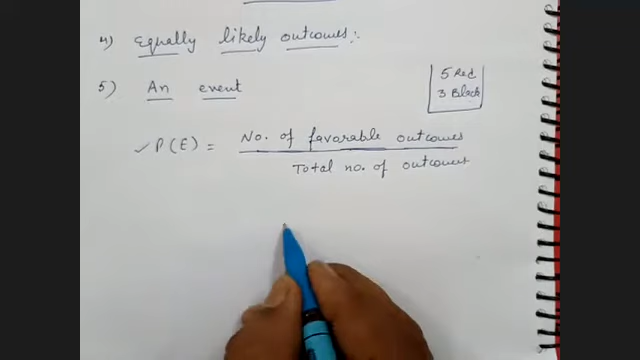 4) Equally likely outcomes:
5) An event
5 Red
3 Black
✓ P(E) = No. of favorable outcomes
Total no. of outcomes